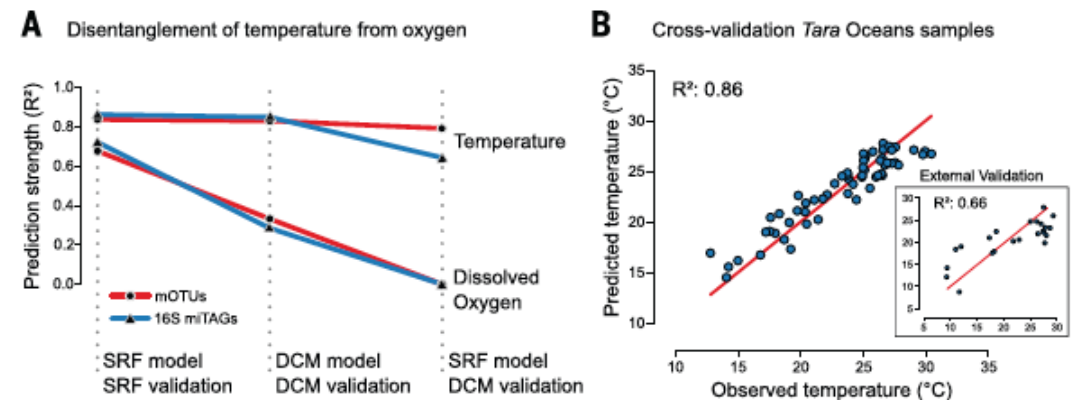 A Disentanglement of temperature from oxygen
Prediction strength (R²)
1.0
0.8
0.6
0.4
0.2
0.0
Temperature
Dissolved
Oxygen
mOTUs
16S miTAGs
SRF model
SRF validation
DCM model
DCM validation
SRF model
DCM validation
B Cross-validation Tara Oceans samples
R²: 0.86
Predicted temperature (°C)
35
30
25
20
15
10
10 15 20 25 30 35
Observed temperature (°C)
External Validation
R²: 0.66
30
25
20
15
10
5
5 10 15 20 25 30